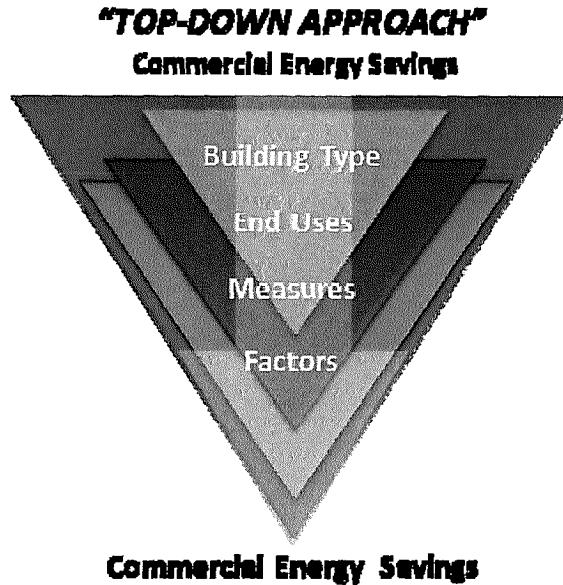 "TOP-DOWN APPROACH"
Commercial Energy Savings
Building Type
End Uses
Measures
Factors
Commercial Energy Savings